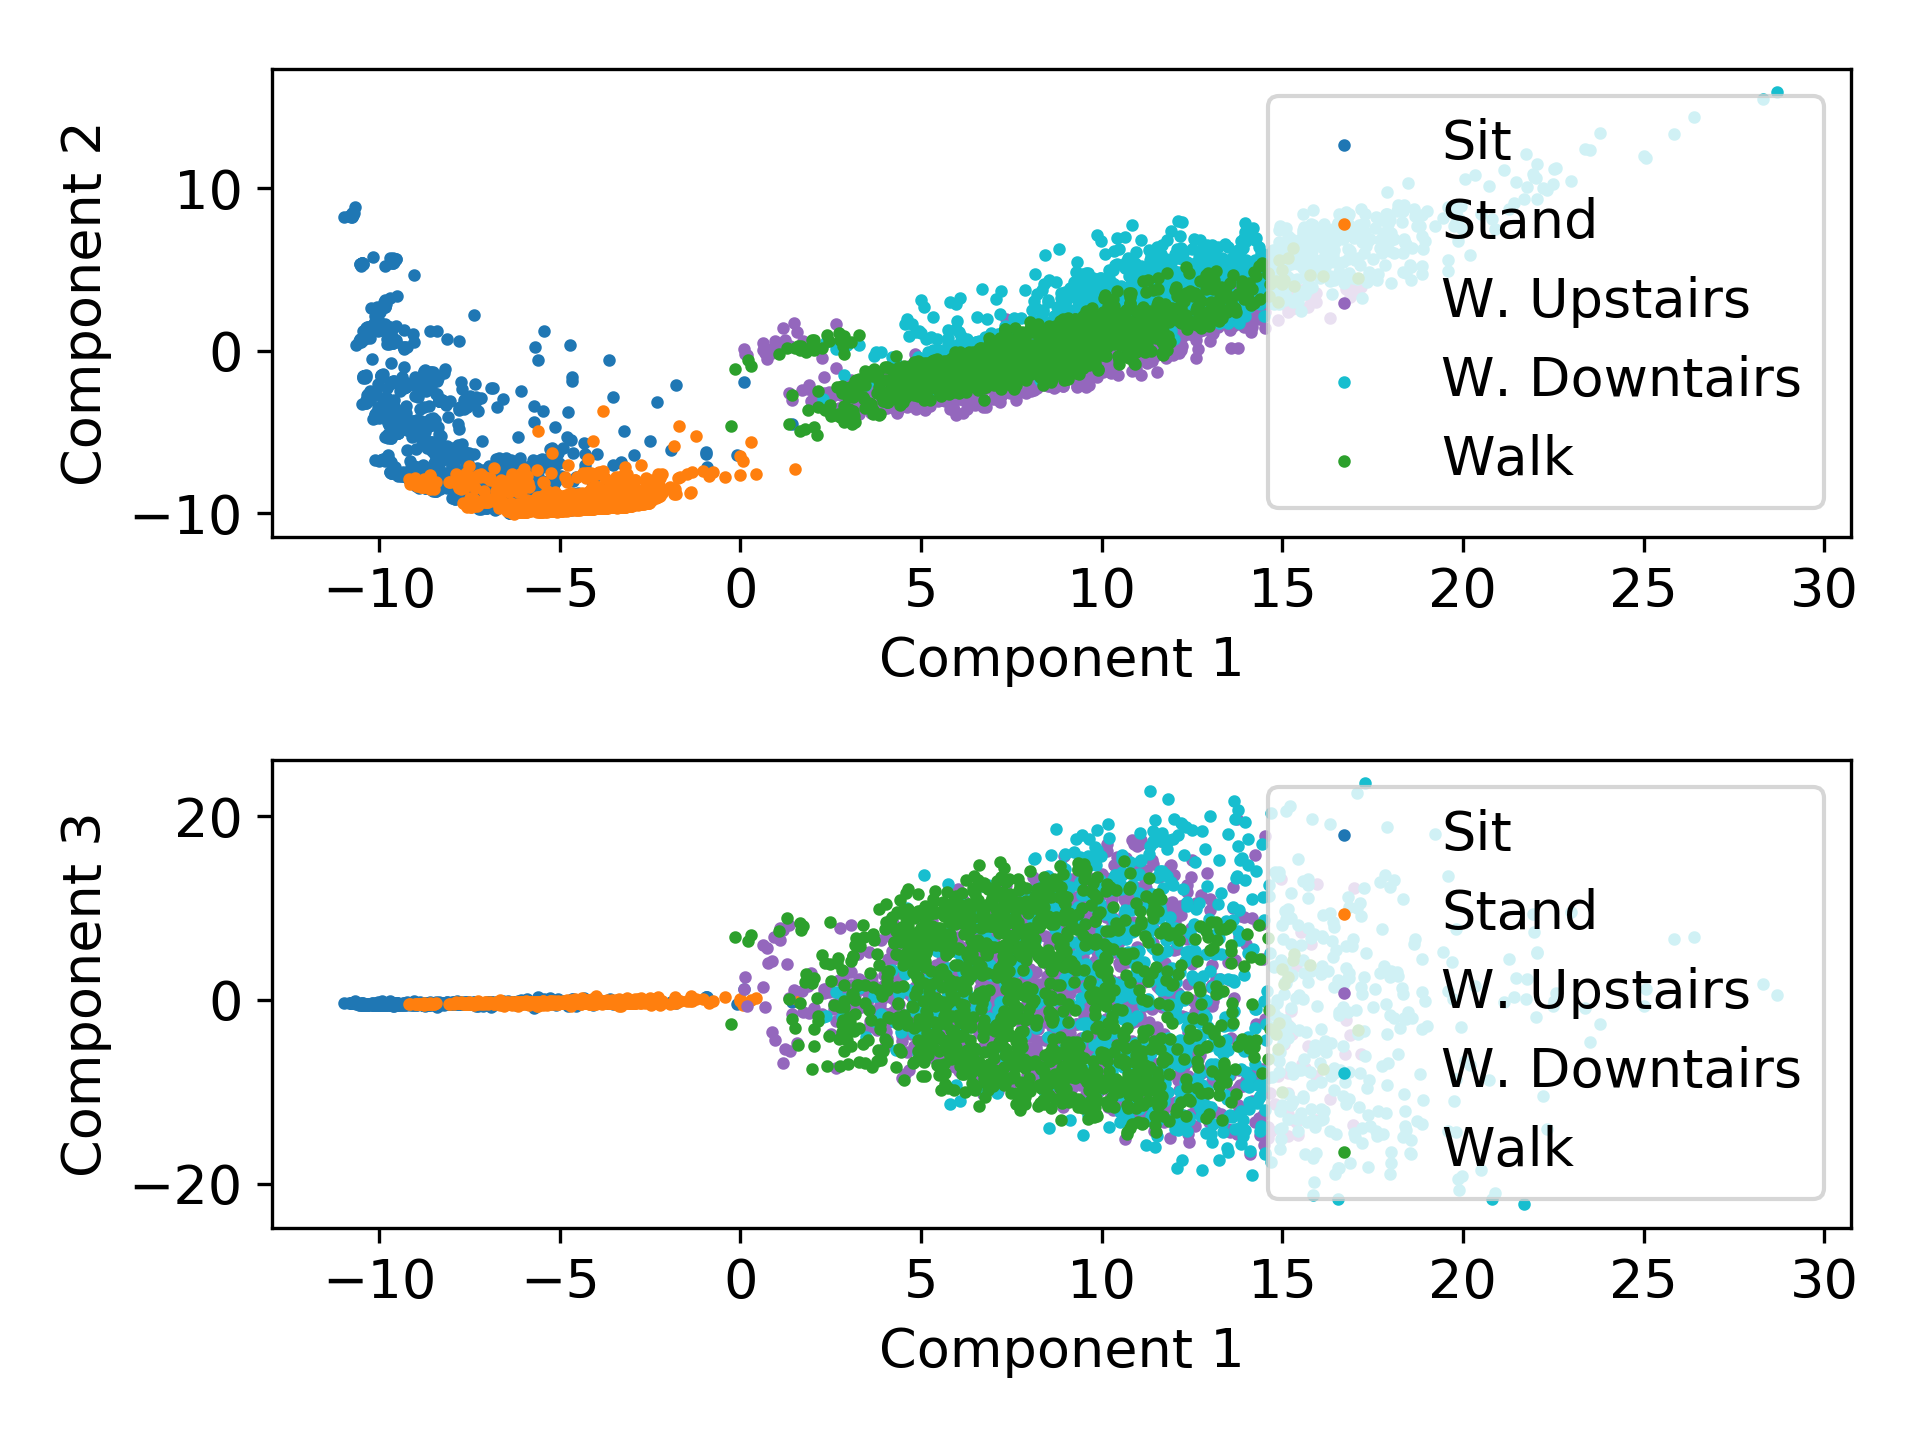 Component 2
10
0
−10
Sit
Stand
W. Upstairs
W. Downtairs
Walk
−10 −5 0 5 10 15 20 25 30
Component 1
Component 3
20
0
−20
Sit
Stand
W. Upstairs
W. Downtairs
Walk
−10 −5 0 5 10 15 20 25 30
Component 1